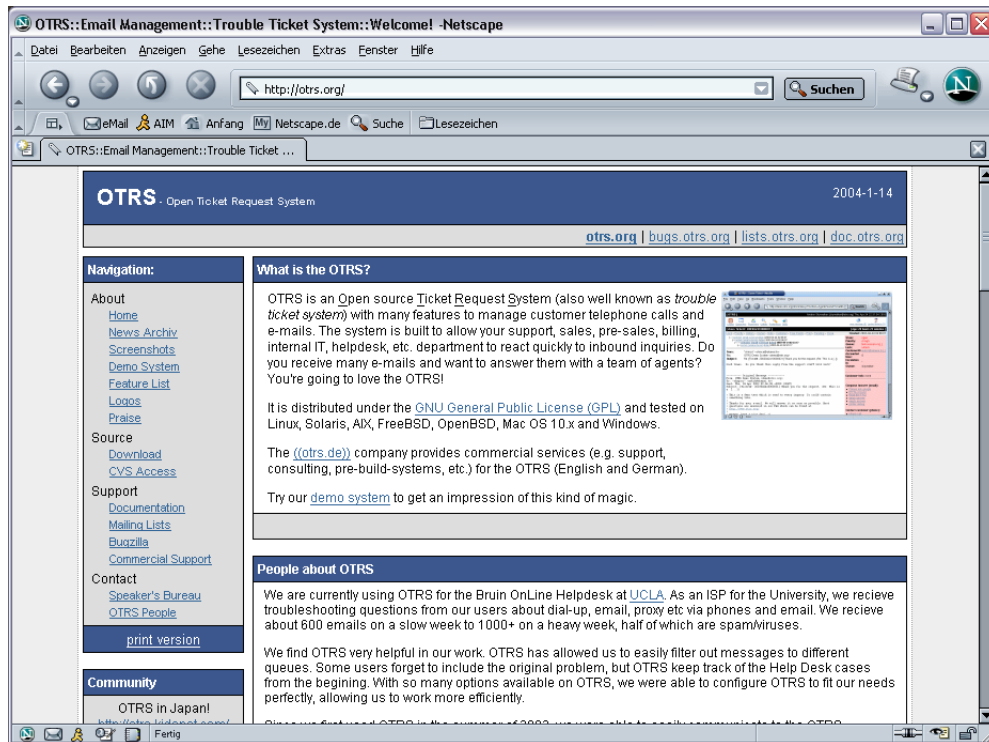 OTRS::Email Management::Trouble Ticket System::Welcome! -Netscape
Datei Bearbeiten Anzeigen Gehe Lesezeichen Extras Fenster Hilfe
http://otrs.org/ Suchen N
eMail AIM Anfang My Netscape.de Suche Lesezeichen
OTRS::Email Management::Trouble Ticket ...
OTRS - Open Ticket Request System 2004-1-14
otrs.org | bugs.otrs.org | lists.otrs.org | doc.otrs.org
Navigation:
About
Home
News Archiv
Screenshots
Demo System
Feature List
Logos
Praise
Source
Download
CVS Access
Support
Documentation
Mailing Lists
Bugzilla
Commercial Support
Contact
Speaker's Bureau
OTRS People
print version
Community
OTRS in Japan!
What is the OTRS?
OTRS is an Open source Ticket Request System (also well known as trouble
ticket system) with many features to manage customer telephone calls and
e-mails. The system is built to allow your support, sales, pre-sales, billing,
internal IT, helpdesk, etc. department to react quickly to inbound inquiries. Do
you receive many e-mails and want to answer them with a team of agents?
You're going to love the OTRS!
It is distributed under the GNU General Public License (GPL) and tested on
Linux, Solaris, AIX, FreeBSD, OpenBSD, Mac OS 10.x and Windows.
The ((otrs.de)) company provides commercial services (e.g. support,
consulting, pre-build-systems, etc.) for the OTRS (English and German).
Try our demo system to get an impression of this kind of magic.
People about OTRS
We are currently using OTRS for the Bruin OnLine Helpdesk at UCLA. As an ISP for the University, we recieve
troubleshooting questions from our users about dial-up, email, proxy etc via phones and email. We recieve
about 600 emails on a slow week to 1000+ on a heavy week, half of which are spam/viruses.
We find OTRS very helpful in our work. OTRS has allowed us to easily filter out messages to different
queues. Some users forget to include the original problem, but OTRS keep track of the Help Desk cases
from the begining. With so many options available on OTRS, we were able to configure OTRS to fit our needs
perfectly, allowing us to work more efficiently.
Fertig